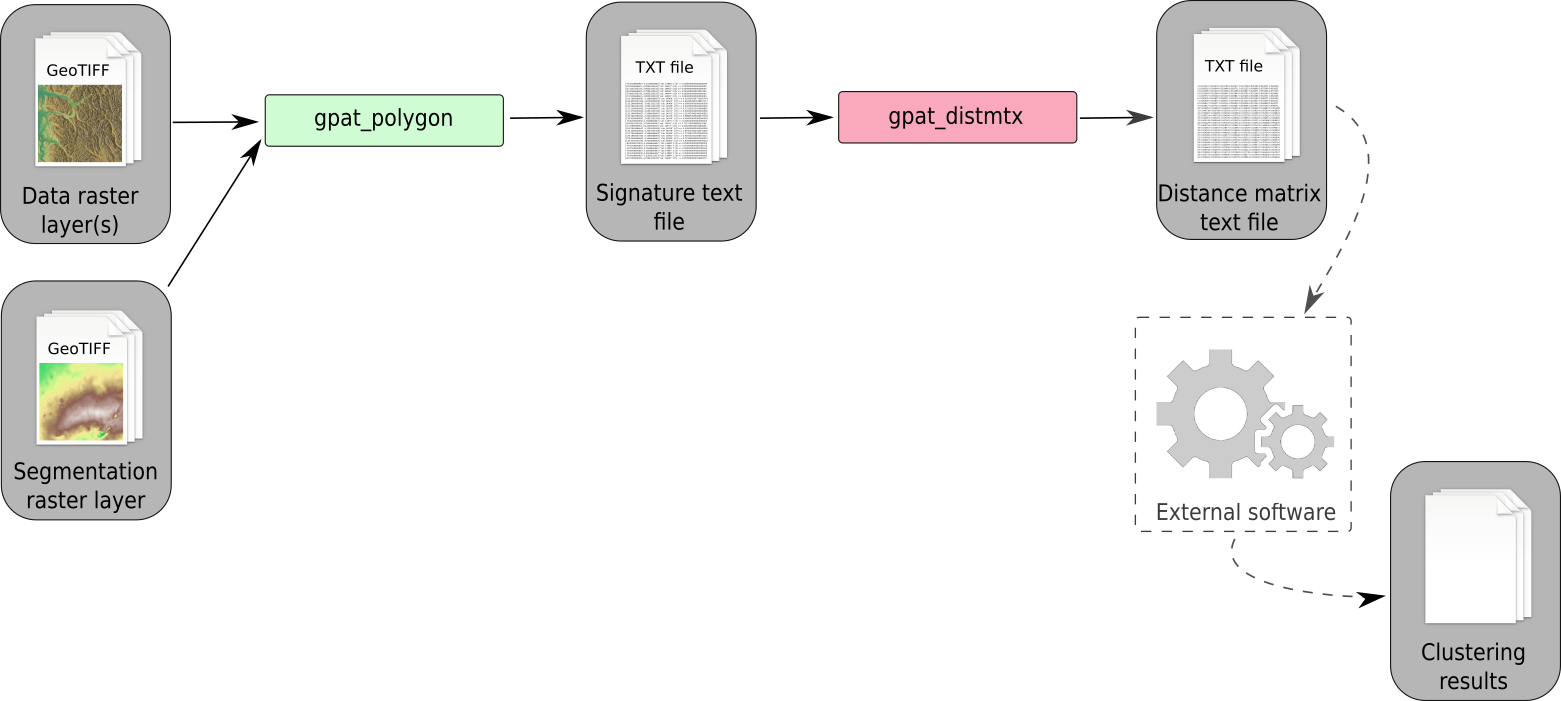 GeoTIFF
Data raster
layer(s)
gpat_polygon
TXT file
Signature text
file
gpat_distmtx
TXT file
Distance matrix
text file
GeoTIFF
Segmentation
raster layer
External software
Clustering
results